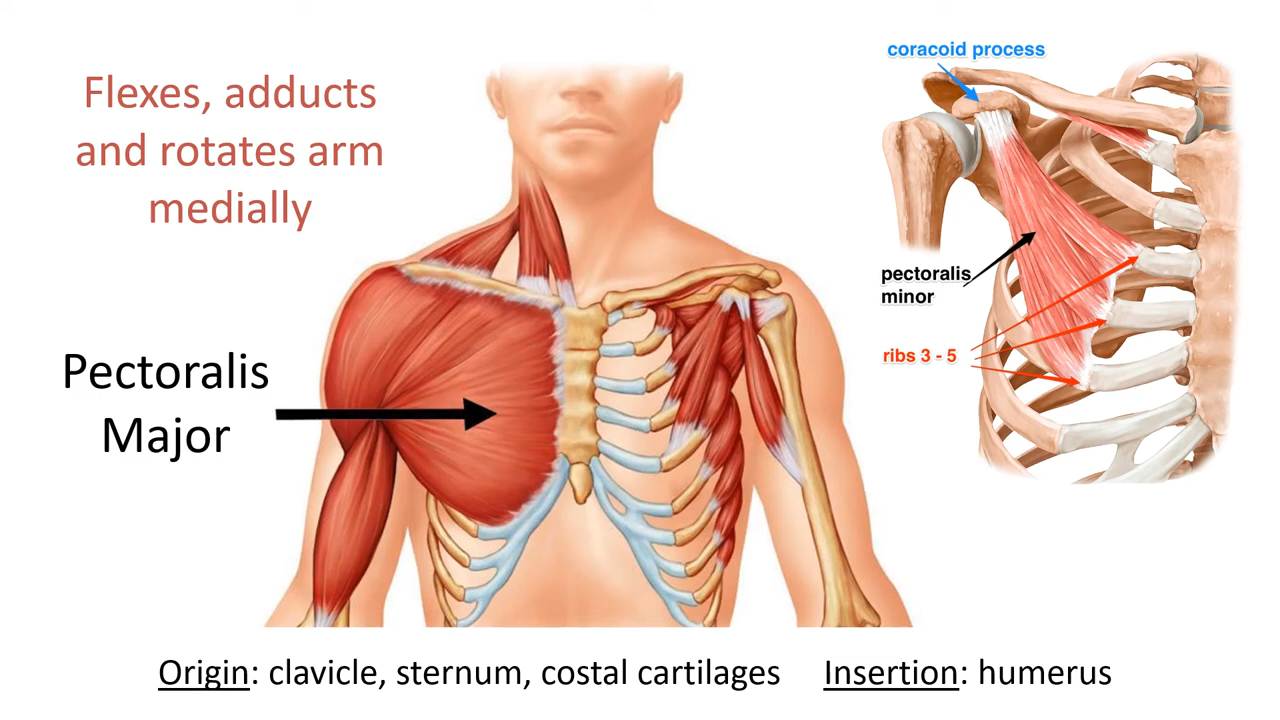 Flexes, adducts
and rotates arm
medially
Pectoralis
Major
coracoid process
pectoralis
minor
ribs 3 - 5
Origin: clavicle, sternum, costal cartilages Insertion: humerus